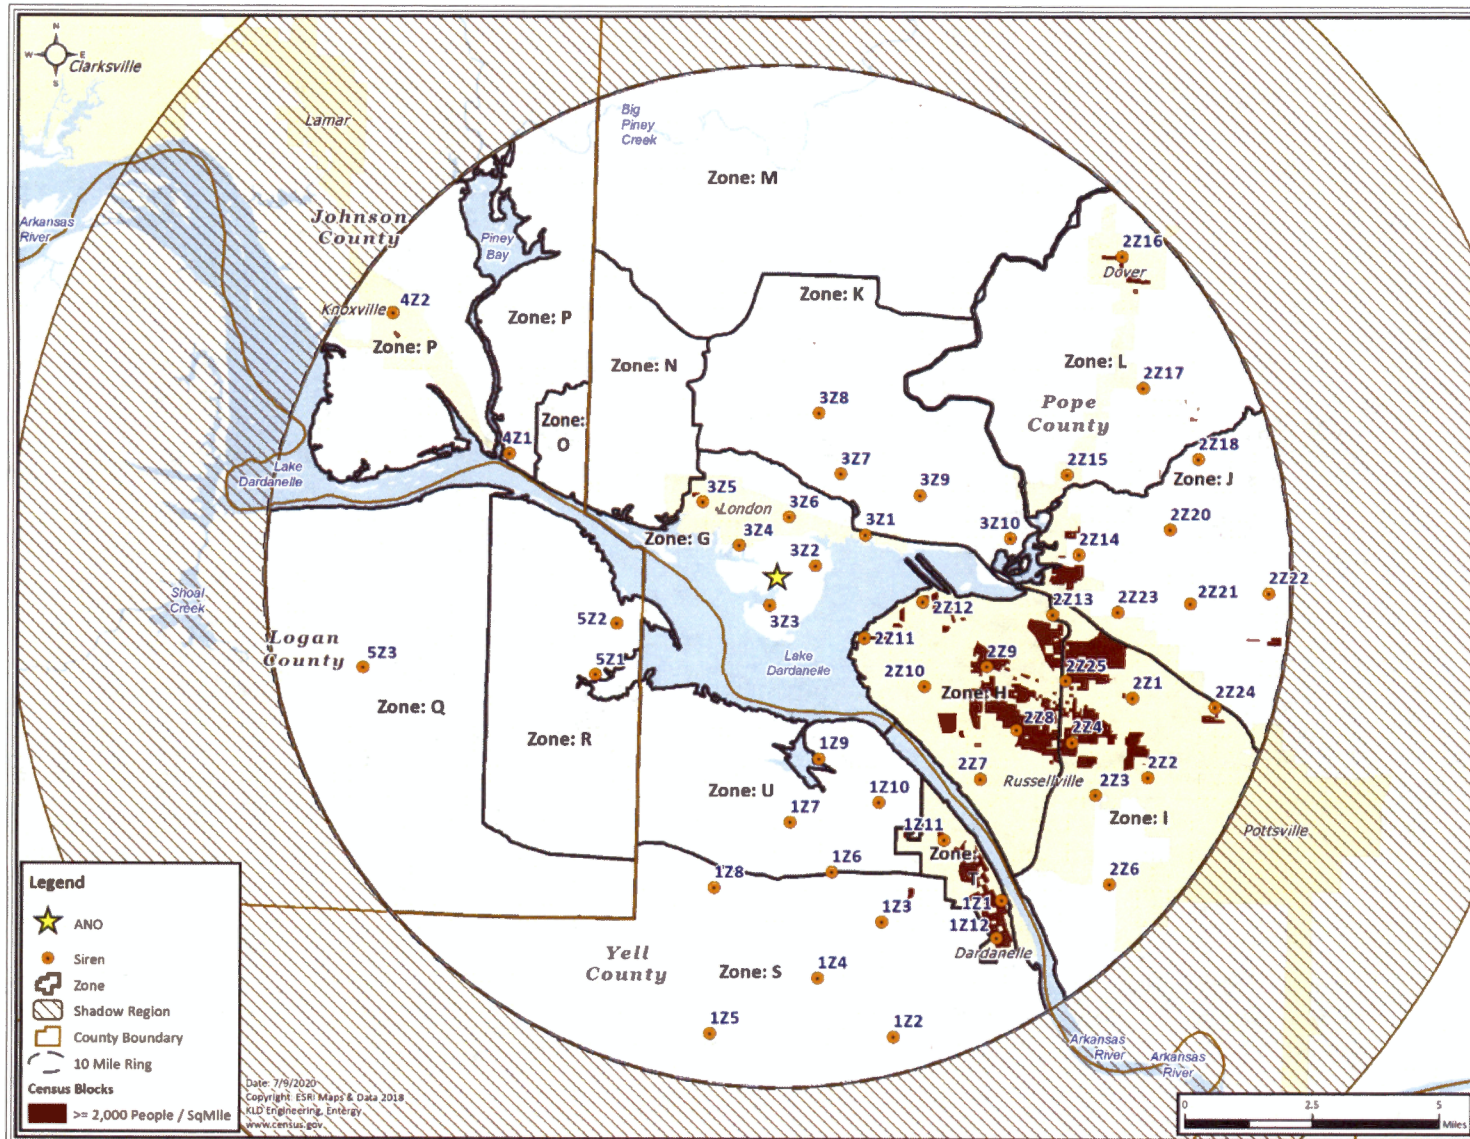 N
W
E
S
Clarksville
Lamar
Big
Piney
Creek
Zone: M
Arkansas
River
Johnson
County
Piney
Bay
2Z16
Dover
Zone: K
4Z2
Knoxville
Zone: P
Zone: P
Zone: N
Zone: L
2Z17
3Z8
Pope
County
Zone:
O
4Z1
2Z18
3Z7
2Z15
Zone: J
Lake
Dardanelle
3Z5
London
3Z6
3Z9
3Z1
3Z10
2Z20
Zone: G
3Z4
3Z2
2Z14
Shoal
Creek
3Z3
2Z12
2Z13
2Z23
2Z21
2Z22
5Z2
Logan
County
5Z3
5Z1
2Z11
Lake
Dardanelle
2Z10
2Z9
2Z25
Zone: H
2Z1
2Z24
Zone: Q
Zone: R
2Z8
2Z4
1Z9
2Z7
Russellville
2Z2
2Z3
Zone: U
1Z10
1Z7
Zone: I
Pottsville
1Z11
Zone:
T
1Z6
1Z8
2Z6
1Z3
1Z1
1Z12
Dardanelle
Yell
County
Zone: S
1Z4
1Z5
1Z2
Arkansas
River
Arkansas
River
Legend
ANO
Siren
Zone
Shadow Region
County Boundary
10 Mile Ring
Census Blocks
>= 2,000 People / SqMile
Date: 7/9/2020
Copyright: ESRI Maps & Data 2018
KLD Engineering, Entergy
www.census.gov
0
2.5
5
Miles